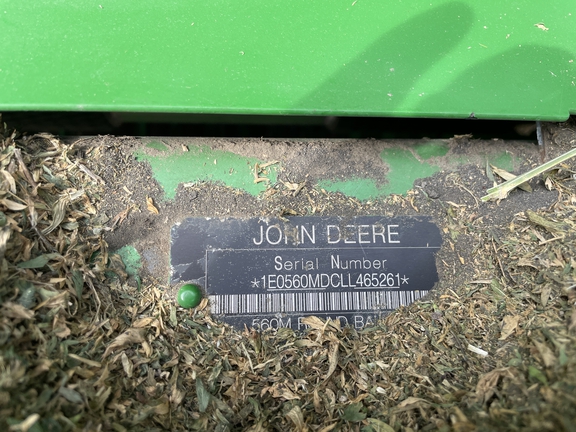 JOHN DEERE
Serial Number
*1E0560MDCLL465261*
560M